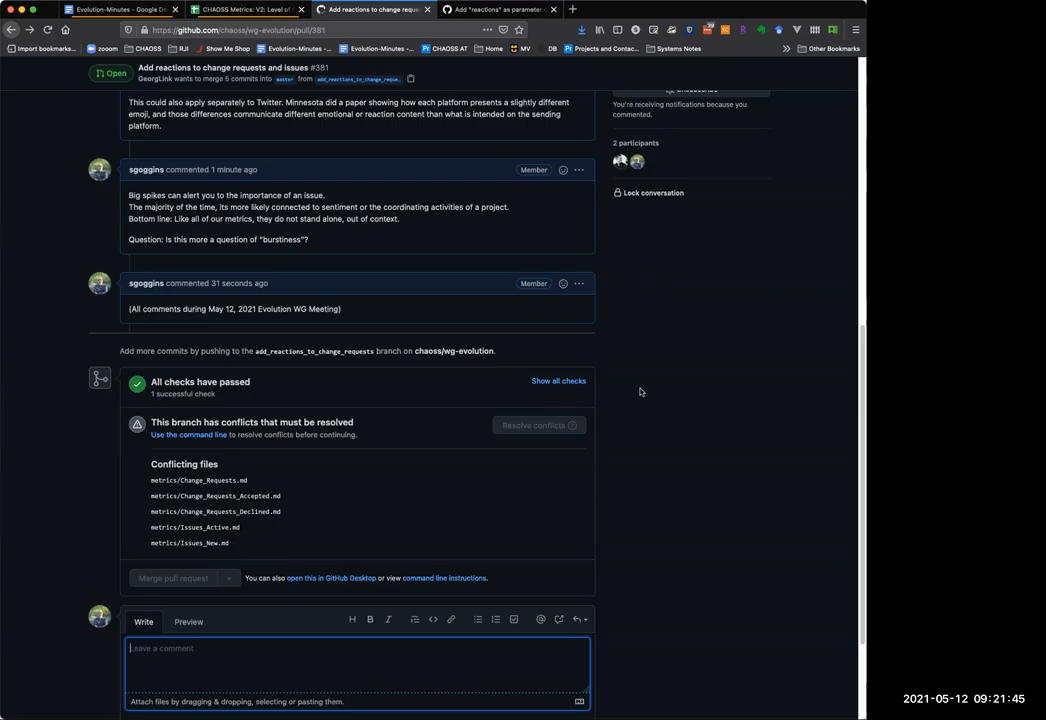 Evolution-Minutes - Google Do
CHAOSS Metrics: V2: Level of
Add reactions to change reque
Add "reactions" as parameter
https://github.com/chaoss/wg-evolution/pull/381
Import bookmarks...
zooom
CHAOSS
RJI
Show Me Shop
Evolution-Minutes -...
Evolution-Minutes -...
CHAOSS AT
Home
MV
DB
Projects and Contac...
Systems Notes
Other Bookmarks
Open
Add reactions to change requests and issues #381
GeorgLink wants to merge 5 commits into master from add_reactions_to_change_reque…
Unsubscribe
This could also apply separately to Twitter. Minnesota did a paper showing how each platform presents a slightly different
emoji, and those differences communicate different emotional or reaction content than what is intended on the sending
platform.
You're receiving notifications because you
commented.
2 participants
Lock conversation
sgoggins commented 1 minute ago
Member
Big spikes can alert you to the importance of an issue.
The majority of the time, its more likely connected to sentiment or the coordinating activities of a project.
Bottom line: Like all of our metrics, they do not stand alone, out of context.
Question: Is this more a question of "burstiness"?
sgoggins commented 31 seconds ago
Member
(All comments during May 12, 2021 Evolution WG Meeting)
Add more commits by pushing to the add_reactions_to_change_requests branch on chaoss/wg-evolution.
All checks have passed
1 successful check
Show all checks
This branch has conflicts that must be resolved
Use the command line to resolve conflicts before continuing.
Resolve conflicts
Conflicting files
metrics/Change_Requests.md
metrics/Change_Requests_Accepted.md
metrics/Change_Requests_Declined.md
metrics/Issues_Active.md
metrics/Issues_New.md
Merge pull request
You can also open this in GitHub Desktop or view command line instructions.
Write
Preview
Leave a comment
Attach files by dragging & dropping, selecting or pasting them.
2021-05-12 09:21:45